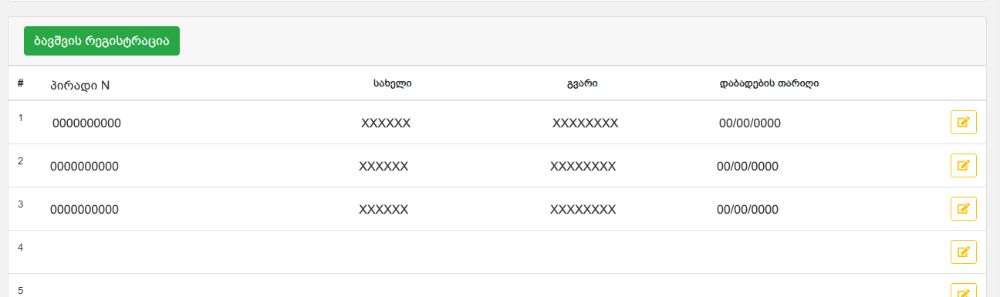 ბავშვის რეგისტრაცია
# პირადი N სახელი გვარი დაბადების თარიღი
1 0000000000 XXXXXX XXXXXXXX 00/00/0000
2 0000000000 XXXXXX XXXXXXXX 00/00/0000
3 0000000000 XXXXXX XXXXXXXX 00/00/0000
4
5